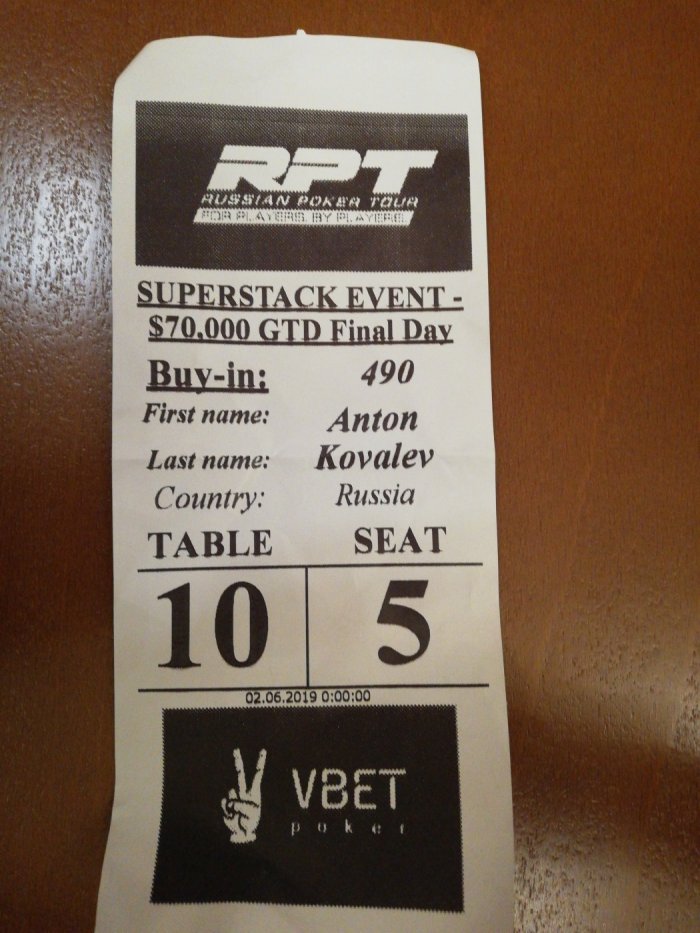 RPT
RUSSIAN POKER TOUR
FOR PLAYERS. BY PLAYERS.
SUPERSTACK EVENT -
$70,000 GTD Final Day
Buy-in: 490
First name: Anton
Last name: Kovalev
Country: Russia
TABLE SEAT
10 5
02.06.2019 0:00:00
VBET
poker